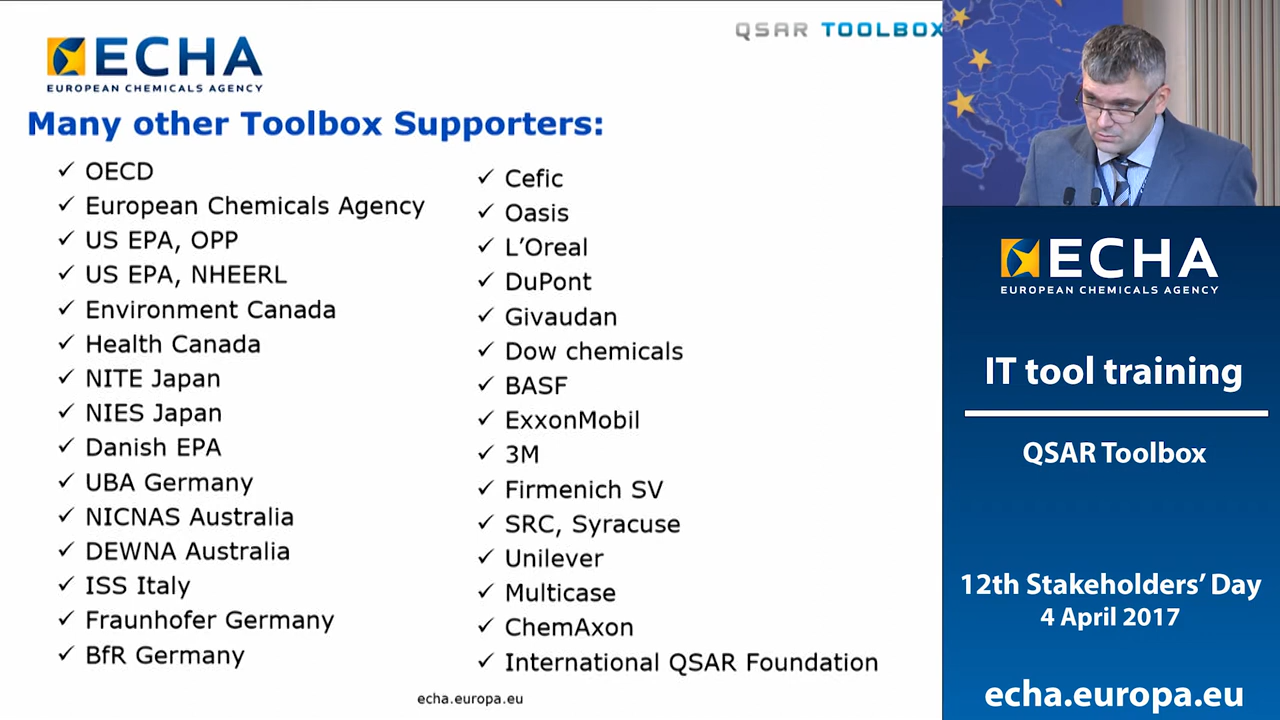 QSAR TOOLBOX
ECHA
EUROPEAN CHEMICALS AGENCY
Many other Toolbox Supporters:
✓ OECD
✓ European Chemicals Agency
✓ US EPA, OPP
✓ US EPA, NHEERL
✓ Environment Canada
✓ Health Canada
✓ NITE Japan
✓ NIES Japan
✓ Danish EPA
✓ UBA Germany
✓ NICNAS Australia
✓ DEWNA Australia
✓ ISS Italy
✓ Fraunhofer Germany
✓ BfR Germany
✓ Cefic
✓ Oasis
✓ L’Oreal
✓ DuPont
✓ Givaudan
✓ Dow chemicals
✓ BASF
✓ ExxonMobil
✓ 3M
✓ Firmenich SV
✓ SRC, Syracuse
✓ Unilever
✓ Multicase
✓ ChemAxon
✓ International QSAR Foundation
echa.europa.eu
ECHA
EUROPEAN CHEMICALS AGENCY
IT tool training
QSAR Toolbox
12th Stakeholders’ Day
4 April 2017
echa.europa.eu